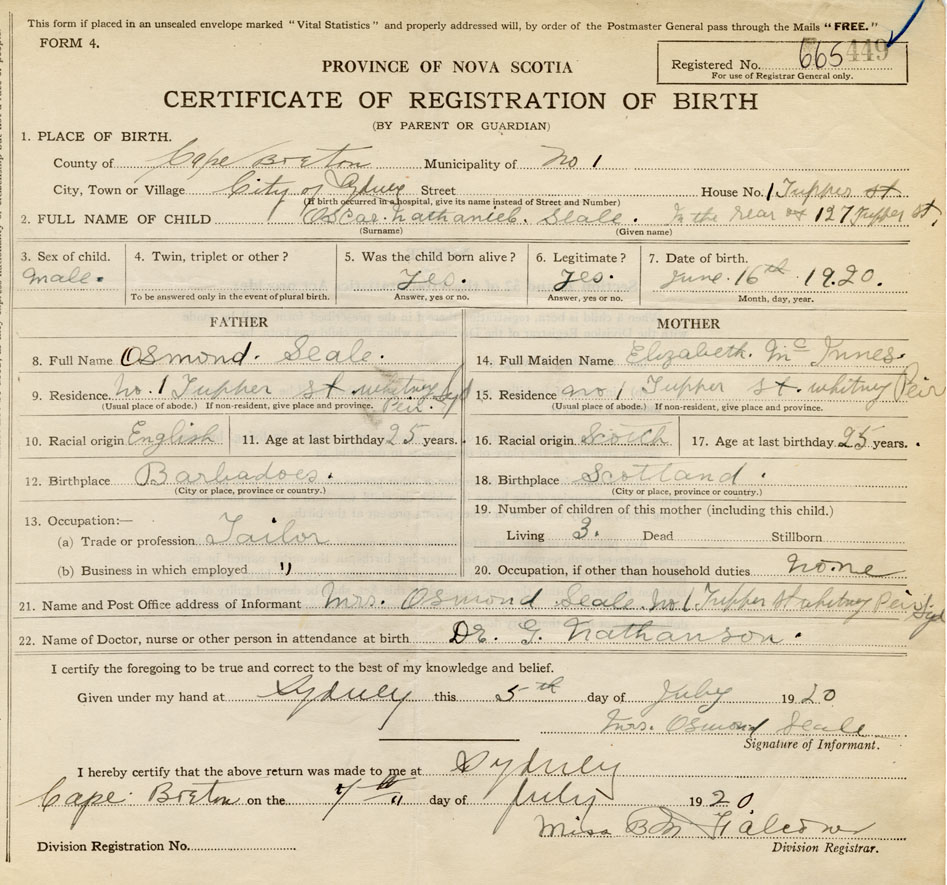 This form if placed in an unsealed envelope marked "Vital Statistics" and properly addressed will, by order of the Postmaster General pass through the Mails "FREE."
FORM 4.
Registered No. 665 449
For use of Registrar General only.
PROVINCE OF NOVA SCOTIA
CERTIFICATE OF REGISTRATION OF BIRTH
(BY PARENT OR GUARDIAN)
1. PLACE OF BIRTH.
County of Cape Breton Municipality of No 1
City, Town or Village City of Sydney Street House No. 1 Tupper st
(If birth occurred in a hospital, give its name instead of Street and Number)
2. FULL NAME OF CHILD Oscar. Nathaniel. Seale. In the rear of 127 Tupper st,
(Surname) (Given name)
3. Sex of child. 4. Twin, triplet or other? 5. Was the child born alive? 6. Legitimate? 7. Date of birth.
Male. Yes. Yes. June. 16th 1920.
To be answered only in the event of plural birth. Answer, yes or no. Answer, yes or no. Month, day, year.
FATHER
8. Full Name Osmond. Seale.
9. Residence. No. 1 Tupper st whitney Peir. Syd
(Usual place of abode.) If non-resident, give place and province.
10. Racial origin English 11. Age at last birthday 25 years.
12. Birthplace Barbadoes.
(City or place, province or country.)
13. Occupation:—
(a) Trade or profession Tailor
(b) Business in which employed "
MOTHER
14. Full Maiden Name Elizabeth. Mc Innes.
15. Residence no 1 Tupper st. whitney Peir
(Usual place of abode.) If non-resident, give place and province.
16. Racial origin Scotch 17. Age at last birthday. 25 years.
18. Birthplace Scotland.
(City or place, province or country.)
19. Number of children of this mother (including this child.)
Living 3. Dead Stillborn
20. Occupation, if other than household duties None
21. Name and Post Office address of Informant Mrs. Osmond Seale. No. 1 Tupper st whitney Peir Syd
22. Name of Doctor, nurse or other person in attendance at birth Dr. G. Nathanson.
I certify the foregoing to be true and correct to the best of my knowledge and belief.
Given under my hand at Sydney this 5th day of July 1920
Mrs. Osmond Seale
Signature of Informant.
I hereby certify that the above return was made to me at Sydney
Cape Breton on the 7th " day of July 1920.
Miss B M Falconer
Division Registrar.
Division Registration No.